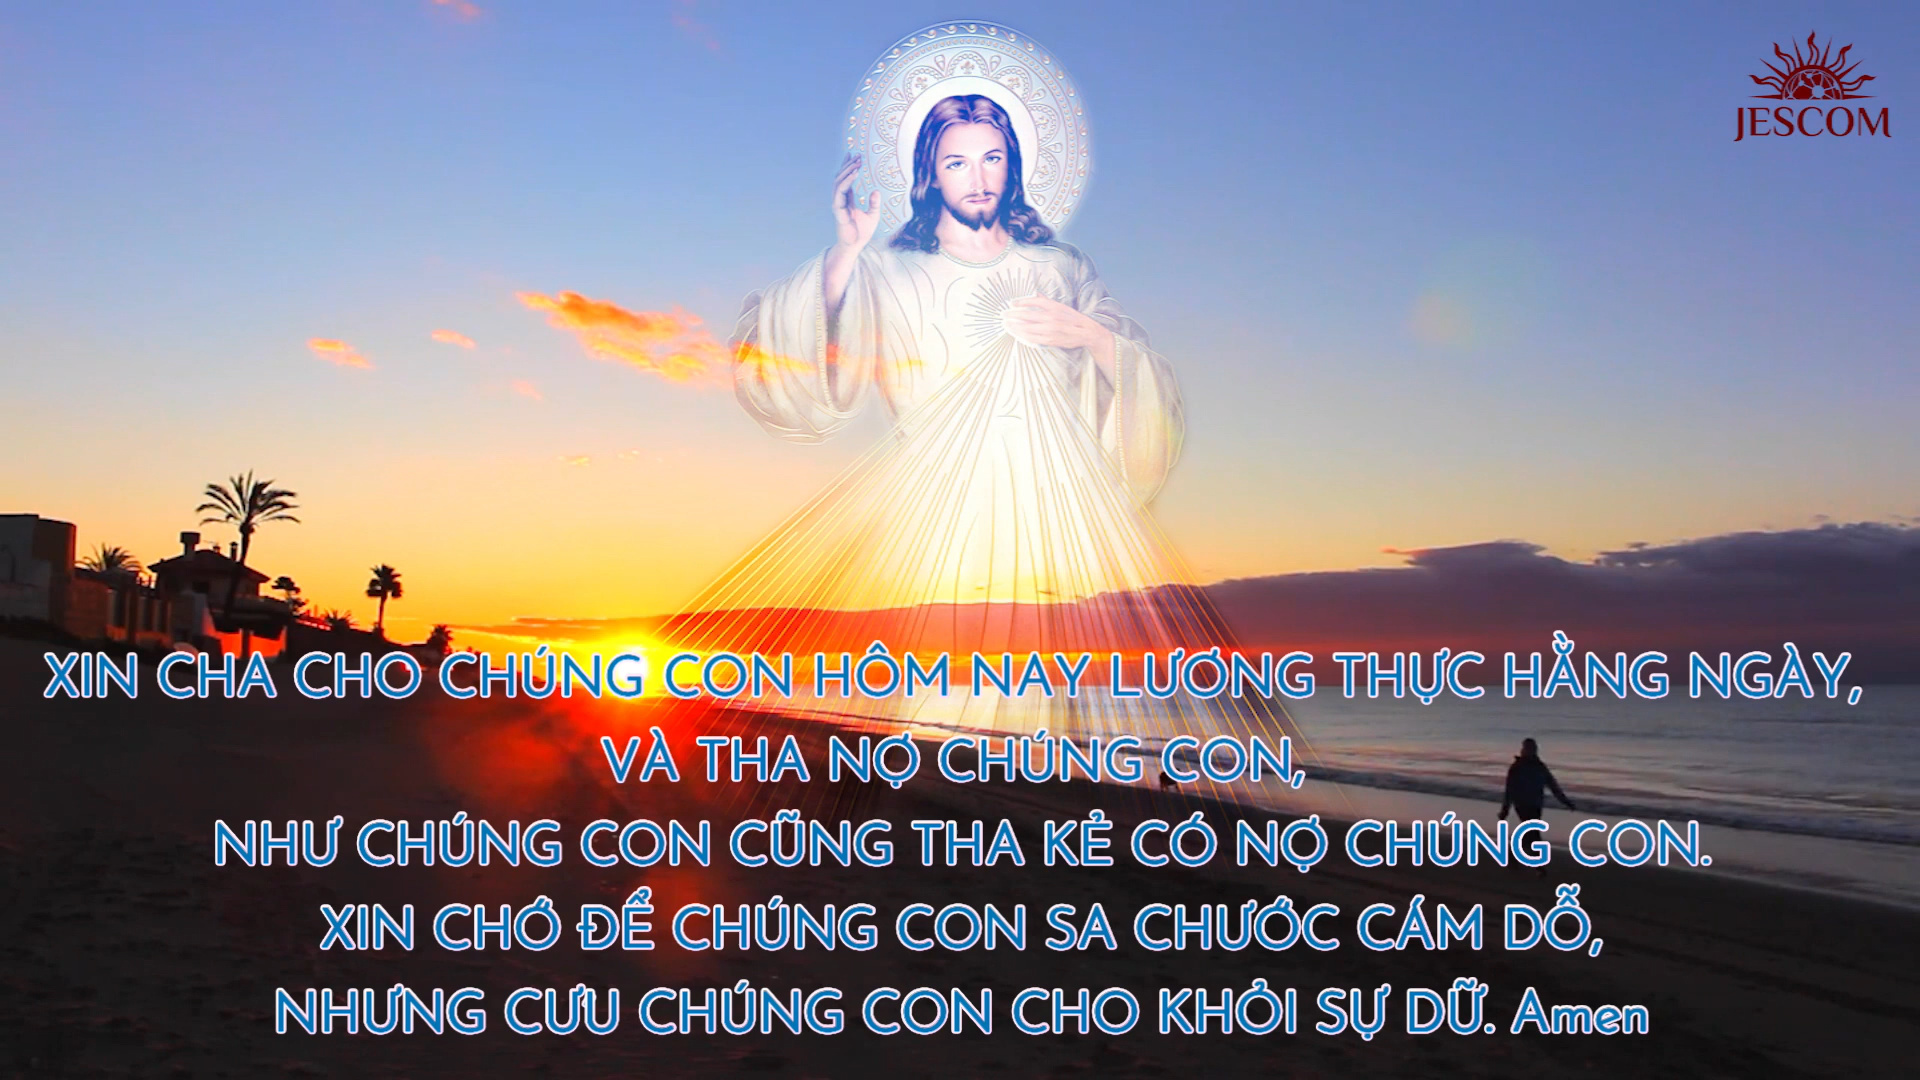 JESCOM
XIN CHA CHO CHÚNG CON HÔM NAY LƯƠNG THỰC HẰNG NGÀY,
VÀ THA NỢ CHÚNG CON,
NHƯ CHÚNG CON CŨNG THA KẺ CÓ NỢ CHÚNG CON.
XIN CHỚ ĐỂ CHÚNG CON SA CHƯỚC CÁM DỖ,
NHƯNG CƯU CHÚNG CON CHO KHỎI SỰ DỮ. Amen